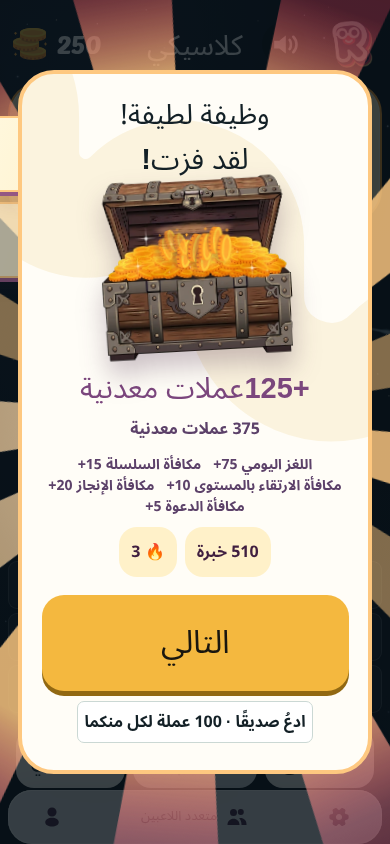 250
كلاسيكي
وظيفة لطيفة!
لقد فزت!
+125عملات معدنية
375 عملات معدنية
اللغز اليومي 75+ مكافأة السلسلة 15+
مكافأة الارتقاء بالمستوى 10+ مكافأة الإنجاز 20+
مكافأة الدعوة 5+
510 خبرة
3 🔥
التالي
ادعُ صديقًا · 100 عملة لكل منكما
متعدد اللاعبين